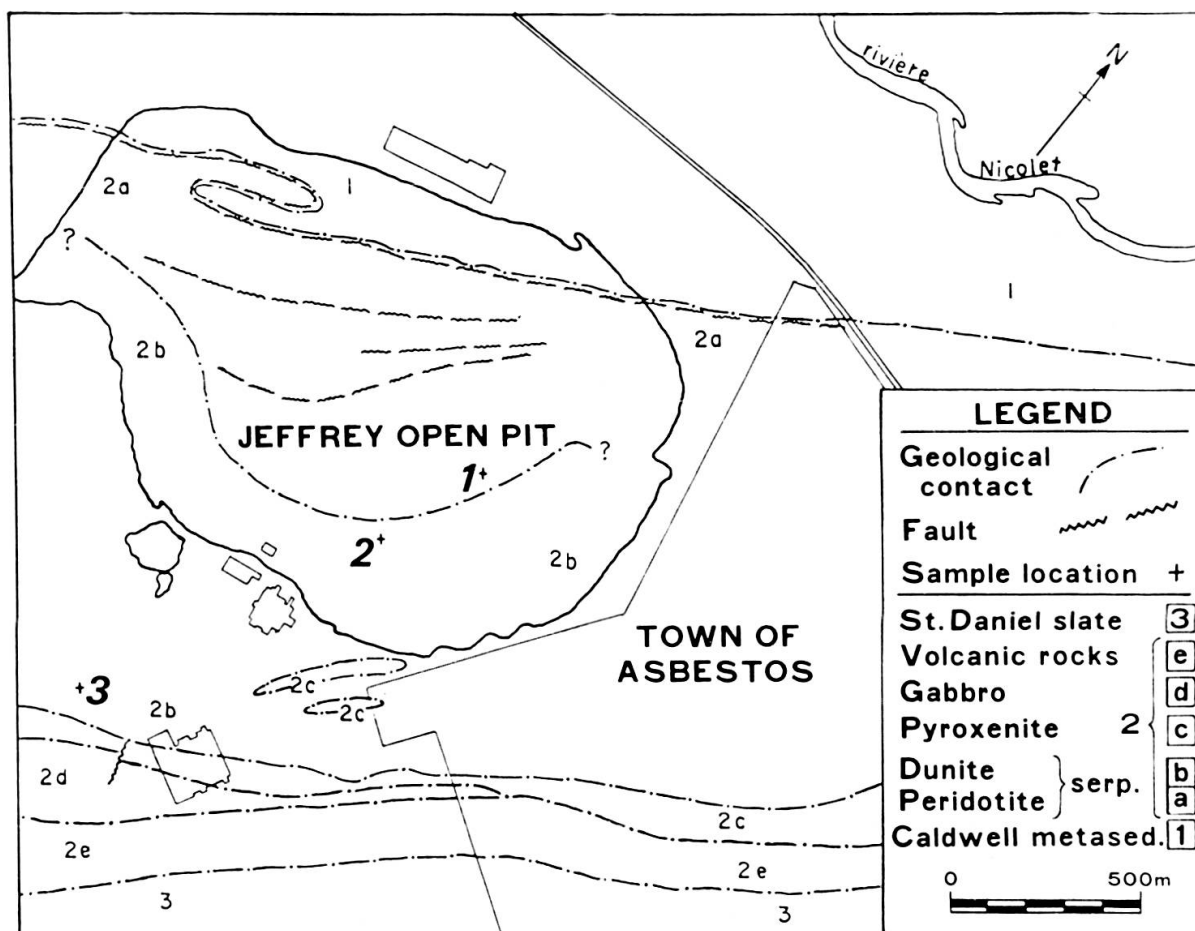 rivière
N
Nicolet
1
2a
1
?
2a
2b
JEFFREY OPEN PIT
?
1+
2+
2b
TOWN OF
ASBESTOS
2c
2c
+3
2b
2d
2c
2e
2e
3
3
LEGEND
Geological
contact
Fault
Sample location +
St. Daniel slate 3
Volcanic rocks e
Gabbro d
Pyroxenite 2 c
Dunite b
serp.
Peridotite a
Caldwell metased. 1
0 500m